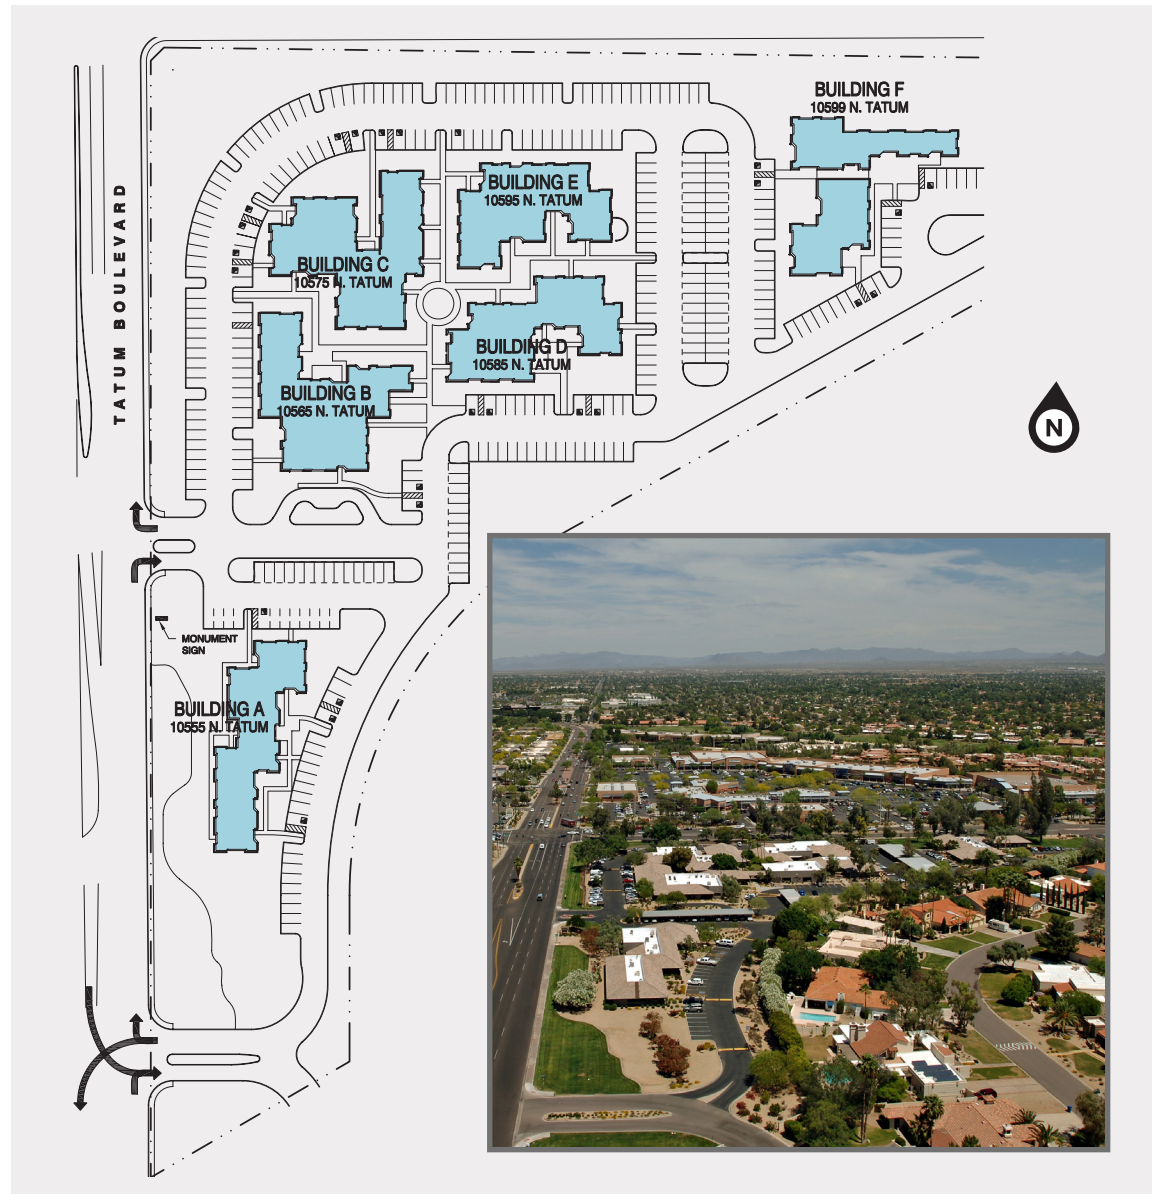 BUILDING F
10599 N. TATUM
BUILDING E
10595 N. TATUM
TATUM BOULEVARD
BUILDING C
10575 N. TATUM
BUILDING D
10585 N. TATUM
BUILDING B
10565 N. TATUM
N
MONUMENT
SIGN
BUILDING A
10555 N. TATUM